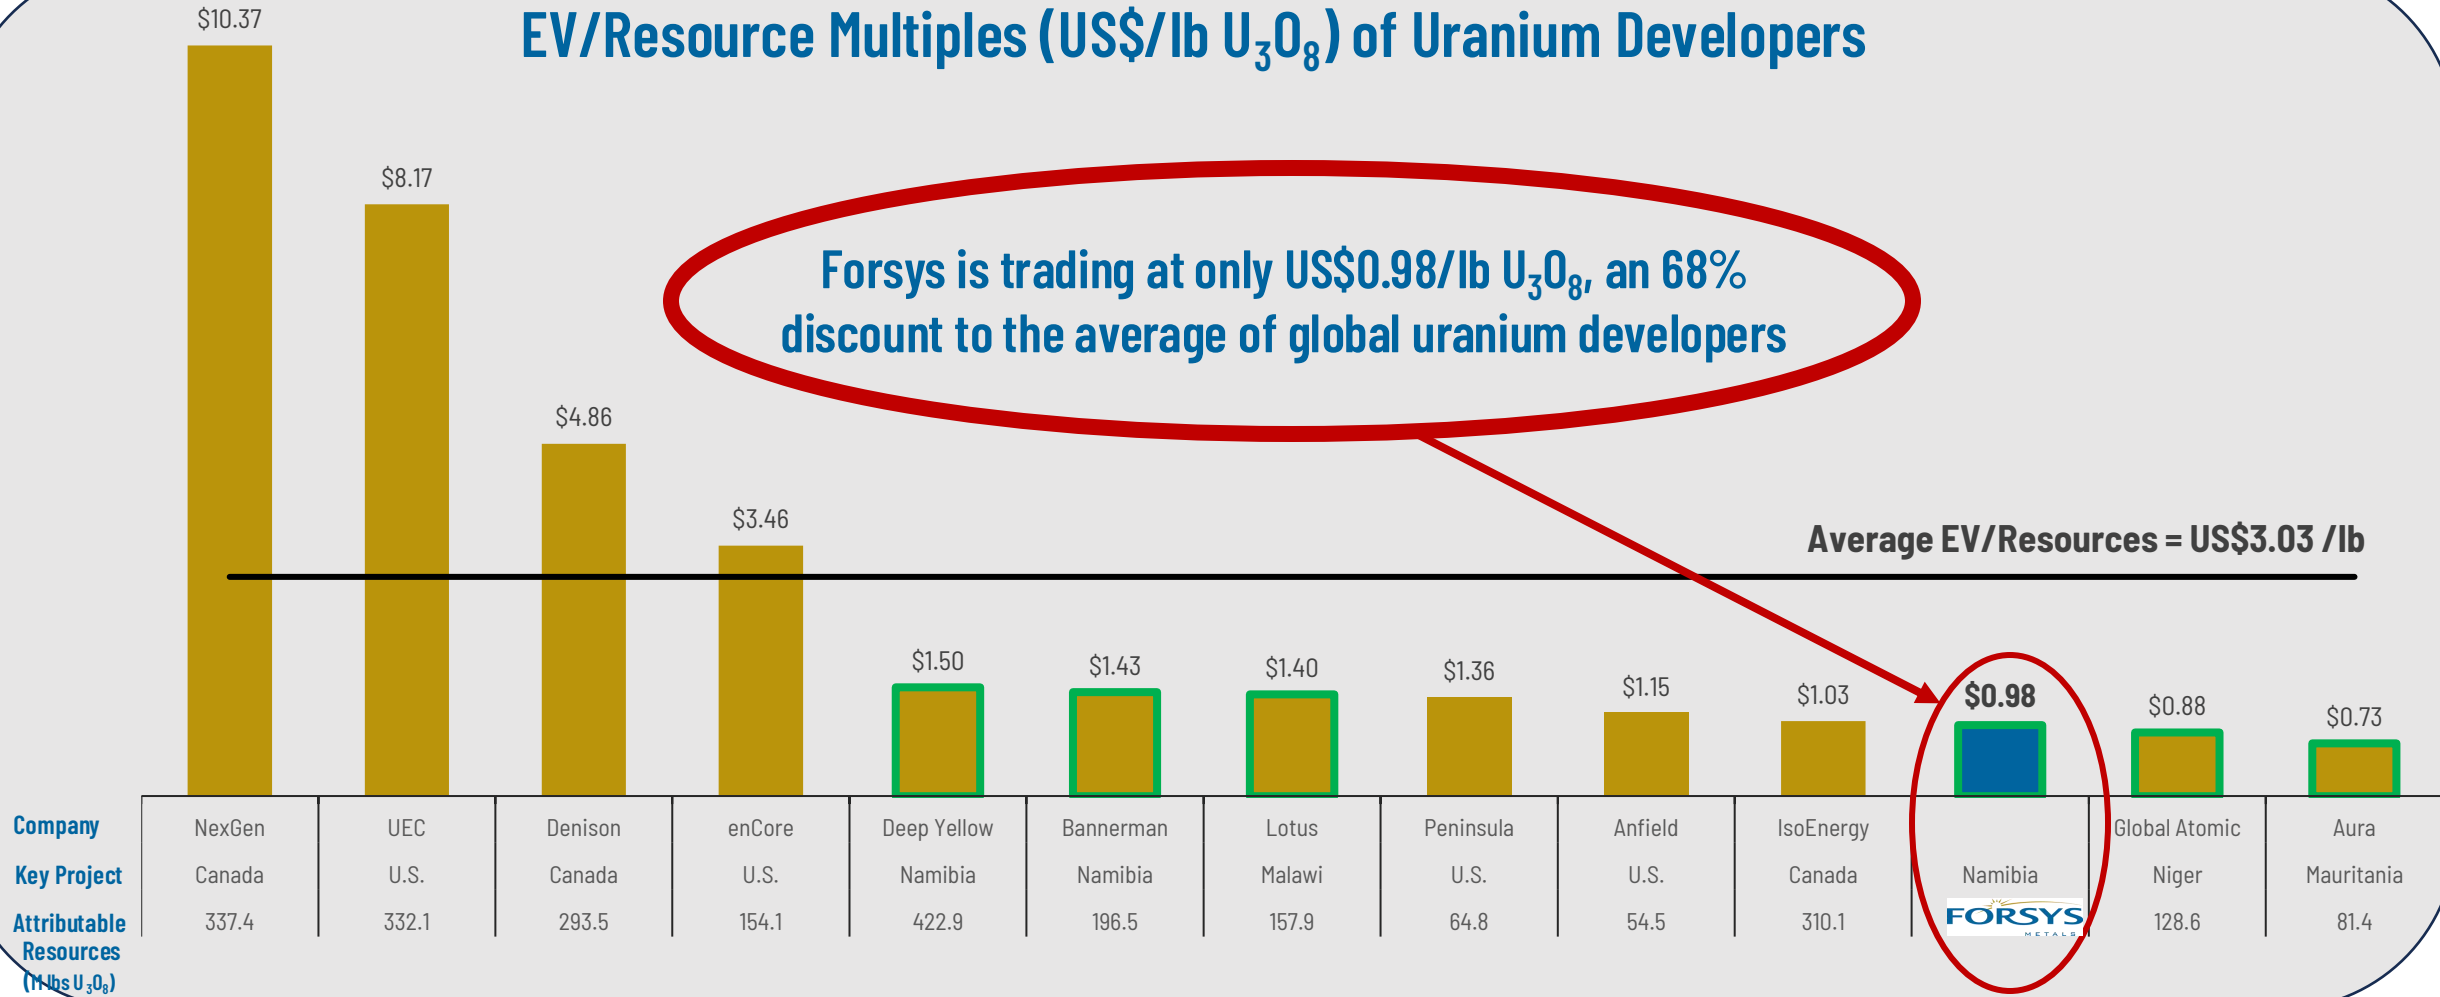 EV/Resource Multiples (US$/lb U₃O₈) of Uranium Developers
$10.37
$8.17
$4.86
$3.46
$1.50
$1.43
$1.40
$1.36
$1.15
$1.03
$0.98
$0.88
$0.73
Forsys is trading at only US$0.98/lb U₃O₈, an 68%
discount to the average of global uranium developers
Average EV/Resources = US$3.03 /lb
Company NexGen UEC Denison enCore Deep Yellow Bannerman Lotus Peninsula Anfield IsoEnergy Global Atomic Aura
Key Project Canada U.S. Canada U.S. Namibia Namibia Malawi U.S. U.S. Canada Namibia Niger Mauritania
Attributable 337.4 332.1 293.5 154.1 422.9 196.5 157.9 64.8 54.5 310.1 FORSYS 128.6 81.4
METALS
Resources
(M lbs U₃O₈)